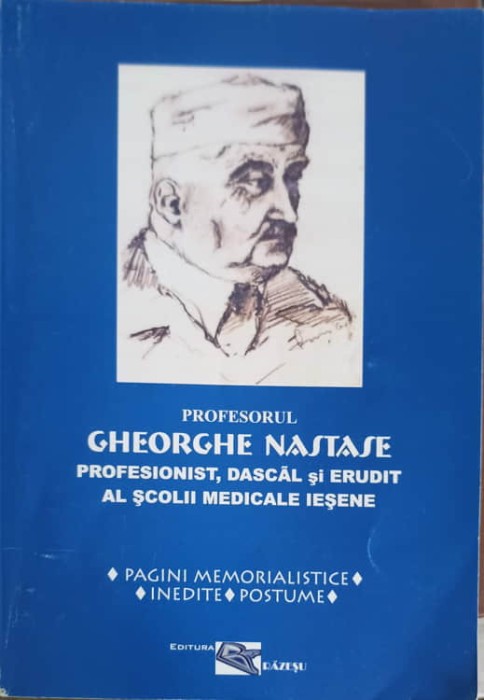 PROFESORUL
GHEORGHE NASTASE
PROFESIONIST, DASCĂL şi ERUDIT
AL ŞCOLII MEDICALE IEŞENE
♦ PAGINI MEMORIALISTICE ♦
♦ INEDITE ♦ POSTUME ♦
EDITURA
RĂZEŞU